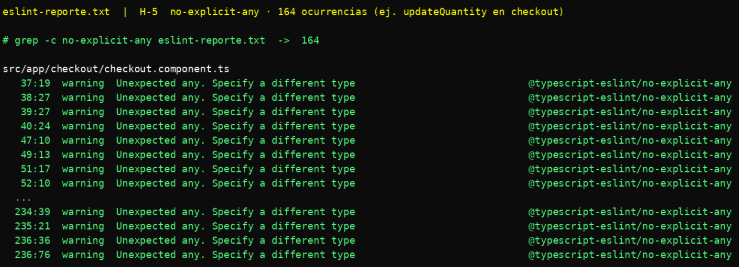 eslint-reporte.txt  |  H-5  no-explicit-any · 164 ocurrencias (ej. updateQuantity en checkout)
# grep -c no-explicit-any eslint-reporte.txt  ->  164
src/app/checkout/checkout.component.ts
37:19  warning  Unexpected any. Specify a different type  @typescript-eslint/no-explicit-any
38:27  warning  Unexpected any. Specify a different type  @typescript-eslint/no-explicit-any
39:27  warning  Unexpected any. Specify a different type  @typescript-eslint/no-explicit-any
40:24  warning  Unexpected any. Specify a different type  @typescript-eslint/no-explicit-any
47:10  warning  Unexpected any. Specify a different type  @typescript-eslint/no-explicit-any
49:13  warning  Unexpected any. Specify a different type  @typescript-eslint/no-explicit-any
51:17  warning  Unexpected any. Specify a different type  @typescript-eslint/no-explicit-any
52:10  warning  Unexpected any. Specify a different type  @typescript-eslint/no-explicit-any
...
234:39  warning  Unexpected any. Specify a different type  @typescript-eslint/no-explicit-any
235:21  warning  Unexpected any. Specify a different type  @typescript-eslint/no-explicit-any
236:36  warning  Unexpected any. Specify a different type  @typescript-eslint/no-explicit-any
236:76  warning  Unexpected any. Specify a different type  @typescript-eslint/no-explicit-any